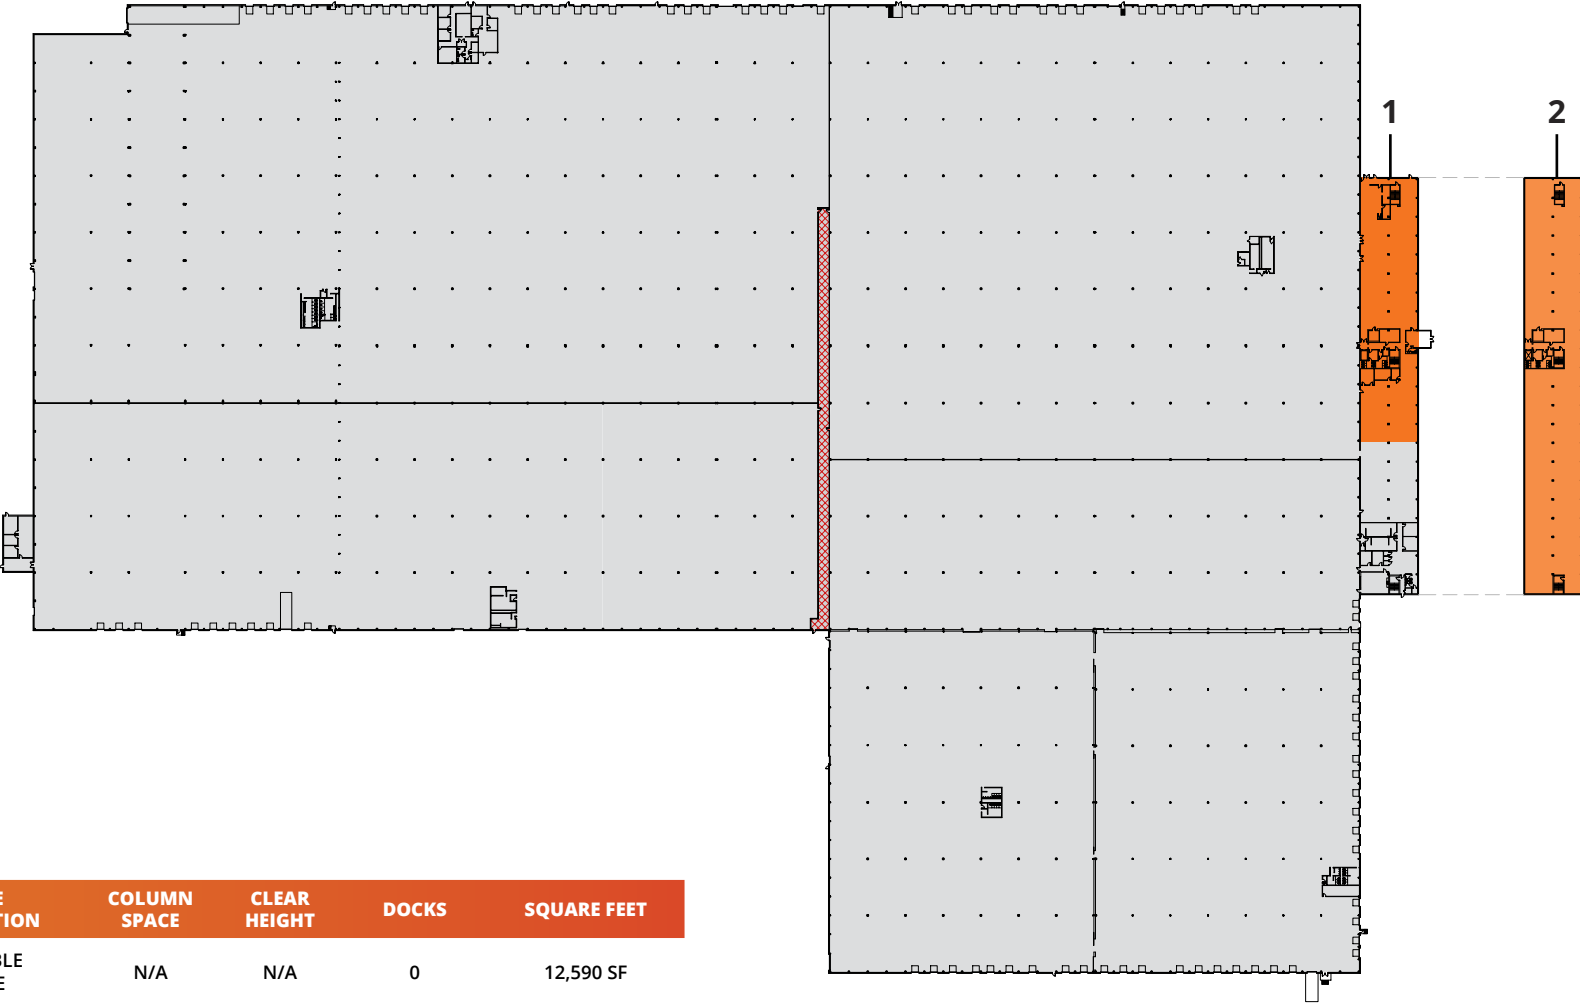 1
2
COLUMN SPACE
CLEAR HEIGHT
DOCKS
SQUARE FEET
N/A
N/A
0
12,590 SF